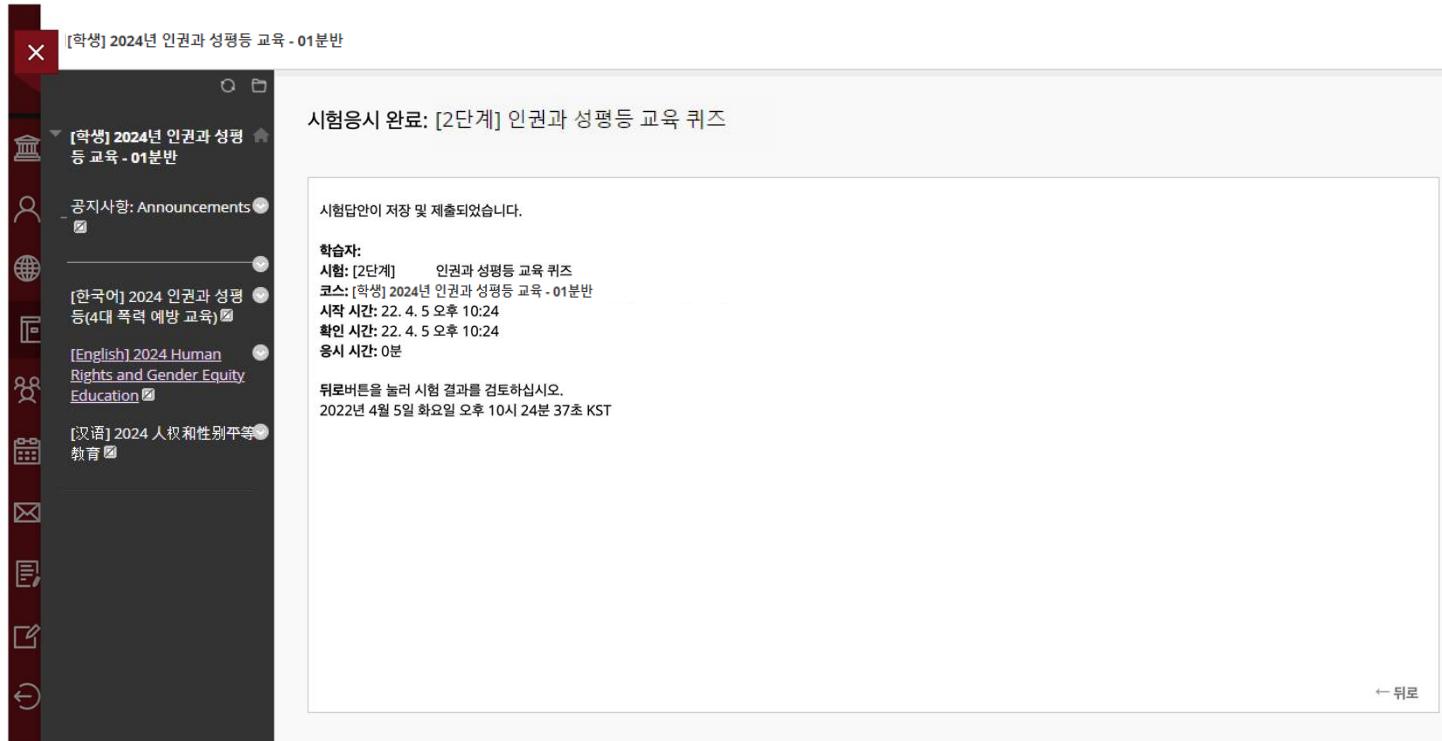 [학생] 2024년 인권과 성평등 교육 - 01분반
[학생] 2024년 인권과 성평
등 교육 - 01분반
공지사항: Announcements
[한국어] 2024 인권과 성평
등(4대 폭력 예방 교육)
[English] 2024 Human
Rights and Gender Equity
Education
[汉语] 2024 人权和性别平等
教育
시험응시 완료: [2단계] 인권과 성평등 교육 퀴즈
시험답안이 저장 및 제출되었습니다.
학습자:
시험: [2단계] 인권과 성평등 교육 퀴즈
코스: [학생] 2024년 인권과 성평등 교육 - 01분반
시작 시간: 22. 4. 5 오후 10:24
확인 시간: 22. 4. 5 오후 10:24
응시 시간: 0분
뒤로버튼을 눌러 시험 결과를 검토하십시오.
2022년 4월 5일 화요일 오후 10시 24분 37초 KST
← 뒤로